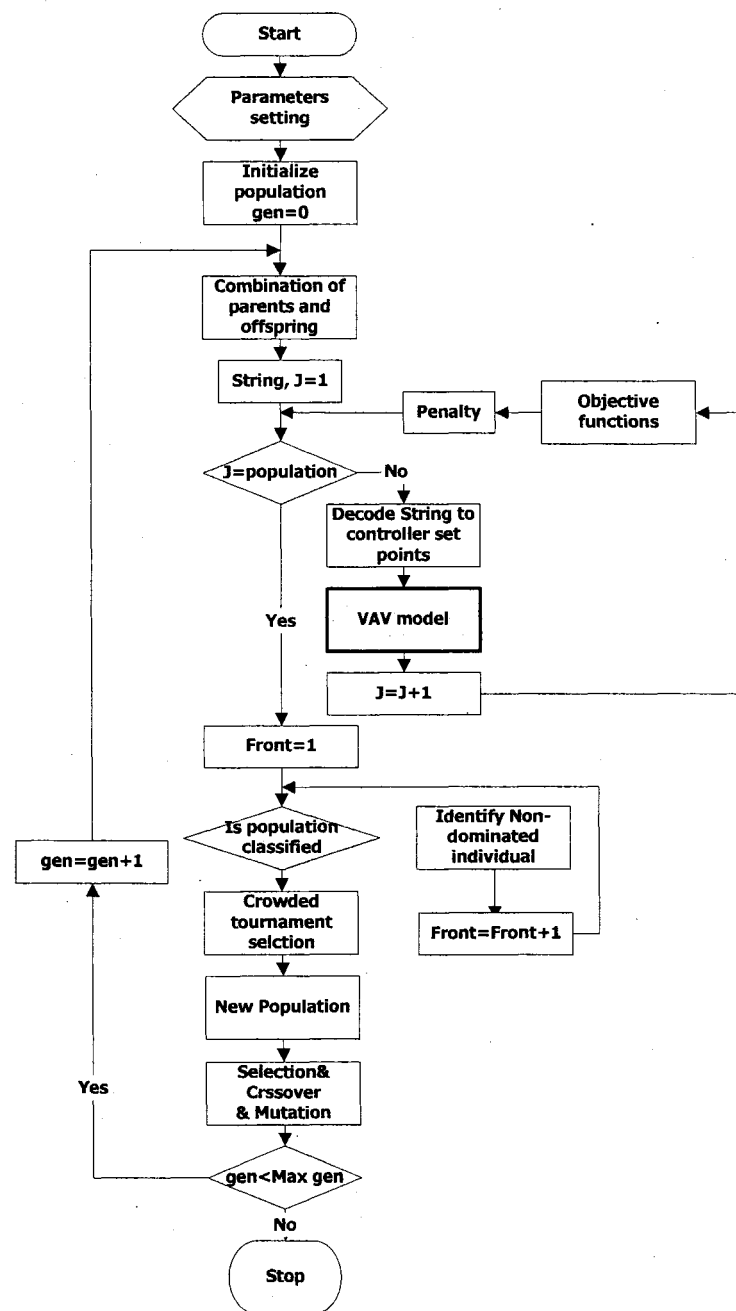 Start
Parameters
setting
Initialize
population
gen=0
Combination of
parents and
offspring
String, J=1
Penalty
Objective
functions
J=population
No
Decode String to
controller set
points
Yes
VAV model
J=J+1
Front=1
Is population
classified
Identify Non-
dominated
individual
gen=gen+1
Crowded
tournament
selction
Front=Front+1
New Population
Yes
Selection&
Crssover
& Mutation
gen<Max gen
No
Stop